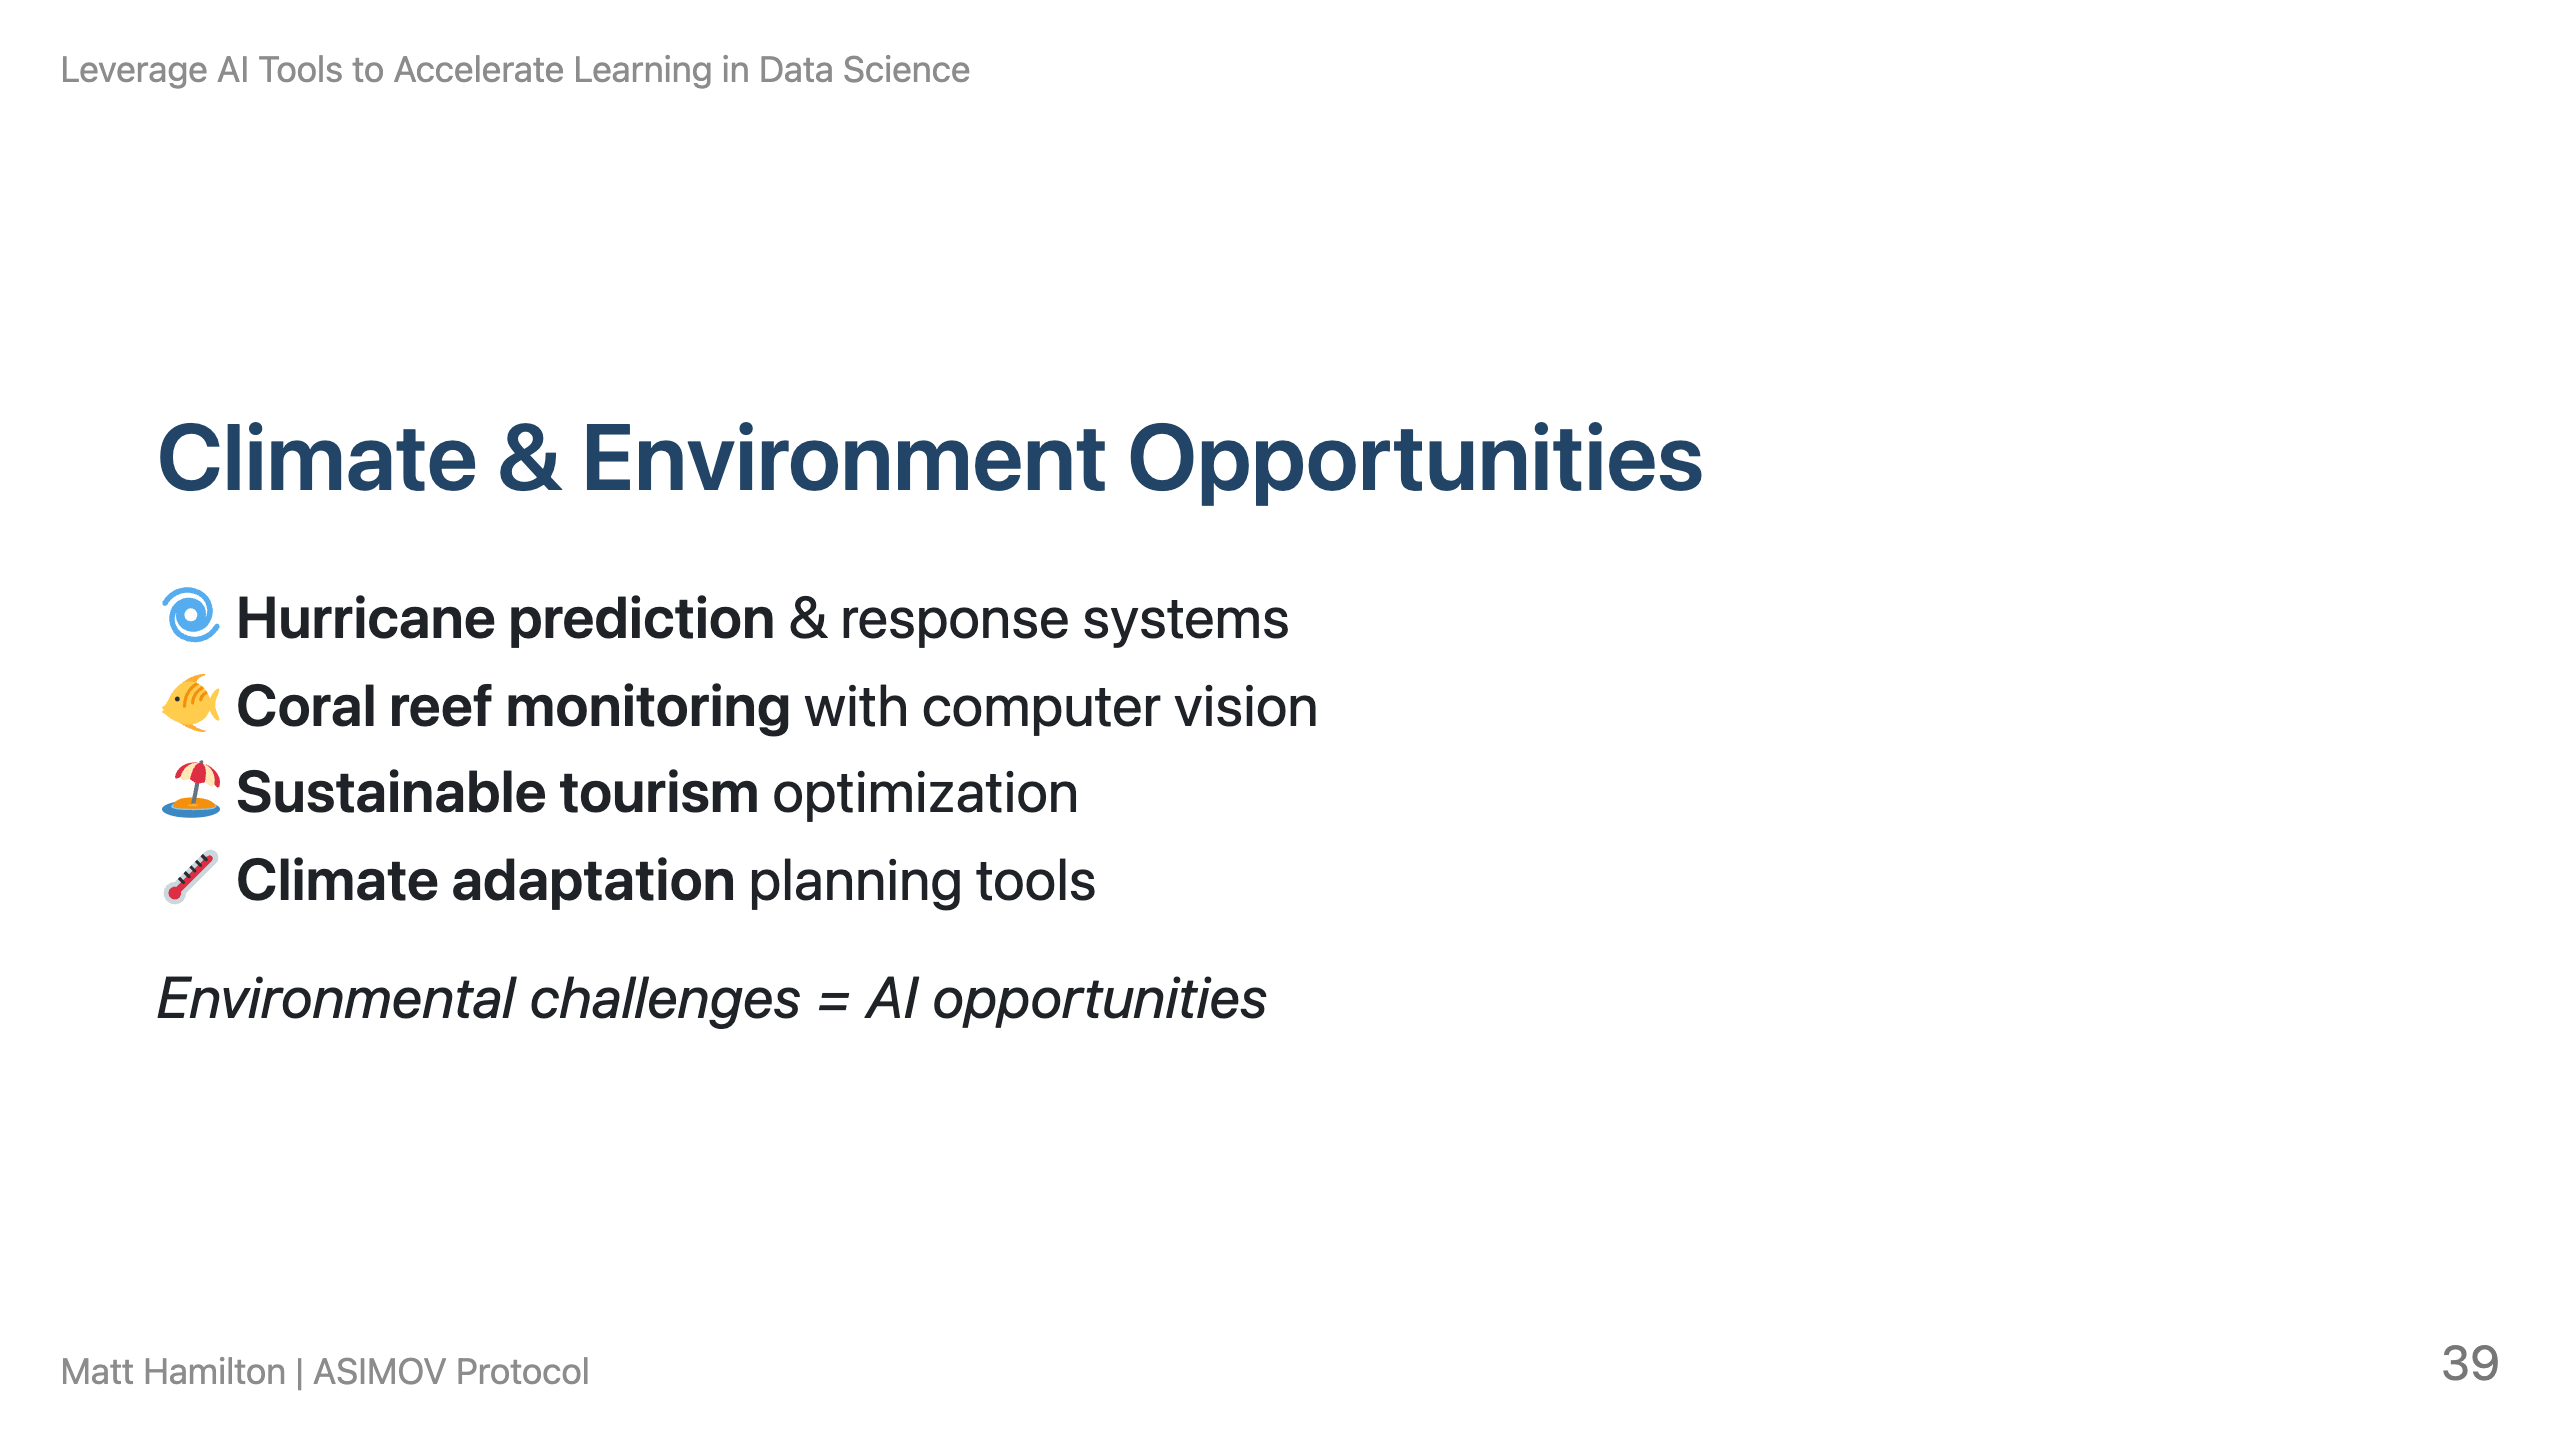 Leverage AI Tools to Accelerate Learning in Data Science
Climate & Environment Opportunities
🌀 Hurricane prediction & response systems
🐠 Coral reef monitoring with computer vision
🏖️ Sustainable tourism optimization
🌡️ Climate adaptation planning tools
Environmental challenges = AI opportunities
Matt Hamilton | ASIMOV Protocol
39